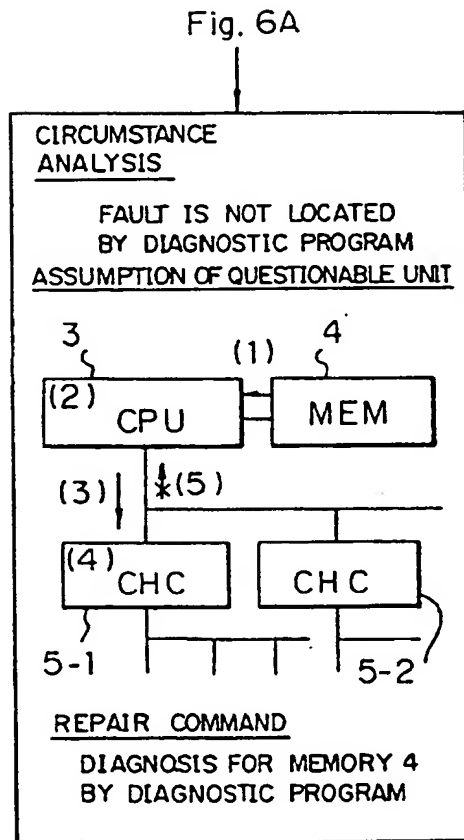 Fig. 6A
CIRCUMSTANCE
ANALYSIS
FAULT IS NOT LOCATED
BY DIAGNOSTIC PROGRAM
ASSUMPTION OF QUESTIONABLE UNIT
3
(1)
4
(2)
CPU
MEM
(3)
(5)
(4)
CHC
CHC
5-1
5-2
REPAIR COMMAND
DIAGNOSIS FOR MEMORY 4
BY DIAGNOSTIC PROGRAM